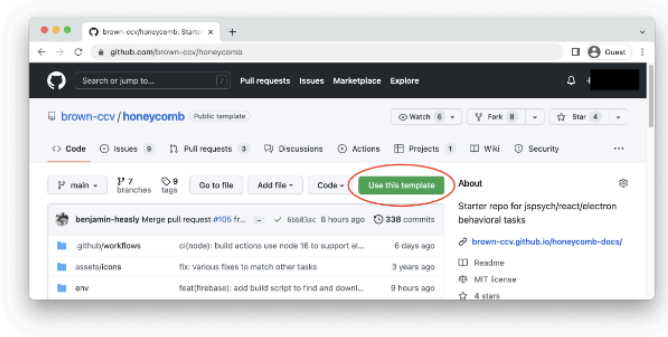 brown-ccv/honeycomb: Starte
github.com/brown-ccv/honeycomb
Guest
Search or jump to...
/
Pull requests Issues Marketplace Explore
brown-ccv / honeycomb Public template
Watch 6 Fork 8 Star 4
Code Issues 9 Pull requests 3 Discussions Actions Projects 1 Wiki Security
main 7 branches 9 tags Go to file Add file Code Use this template
About
Starter repo for jspsych/react/electron
behavioral tasks
brown-ccv.github.io/honeycomb-docs/
Readme
MIT license
4 stars
benjamin-heasly Merge pull request #105 fr... 6bb83ac 8 hours ago 338 commits
.github/workflows ci(node): build actions use node 16 to support el... 6 days ago
assets/icons fix: various fixes to match other tasks 3 years ago
env feat(firebase): add build script to find and downl... 9 hours ago